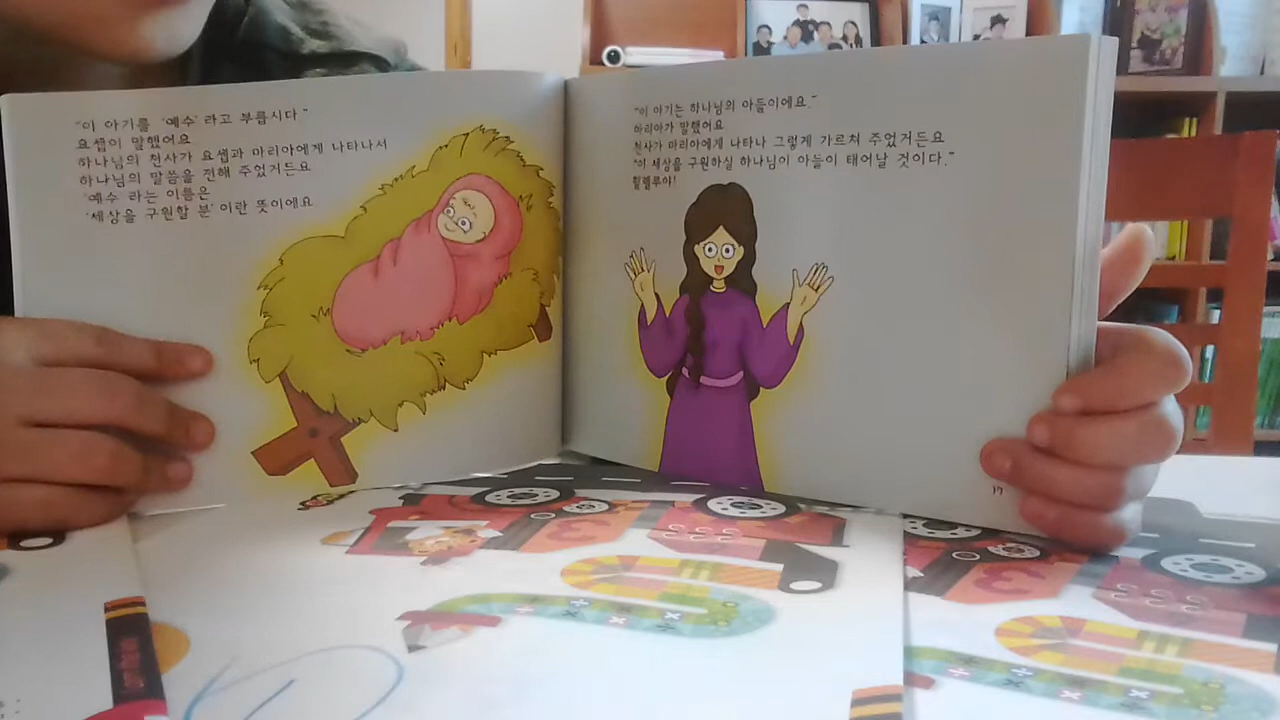 "이 아기를 '예수' 라고 부릅시다"
요셉이 말했어요
하나님의 천사가 요셉과 마리아에게 나타나서
하나님의 말씀을 전해 주었거든요
'예수' 라는 이름은
'세상을 구원할 분' 이란 뜻이에요
"이 아기는 하나님의 아들이에요."
마리아가 말했어요
천사가 마리아에게 나타나 그렇게 가르쳐 주었거든요
"이 세상을 구원하실 하나님이 아들이 태어날 것이다."
할렐루야!
17